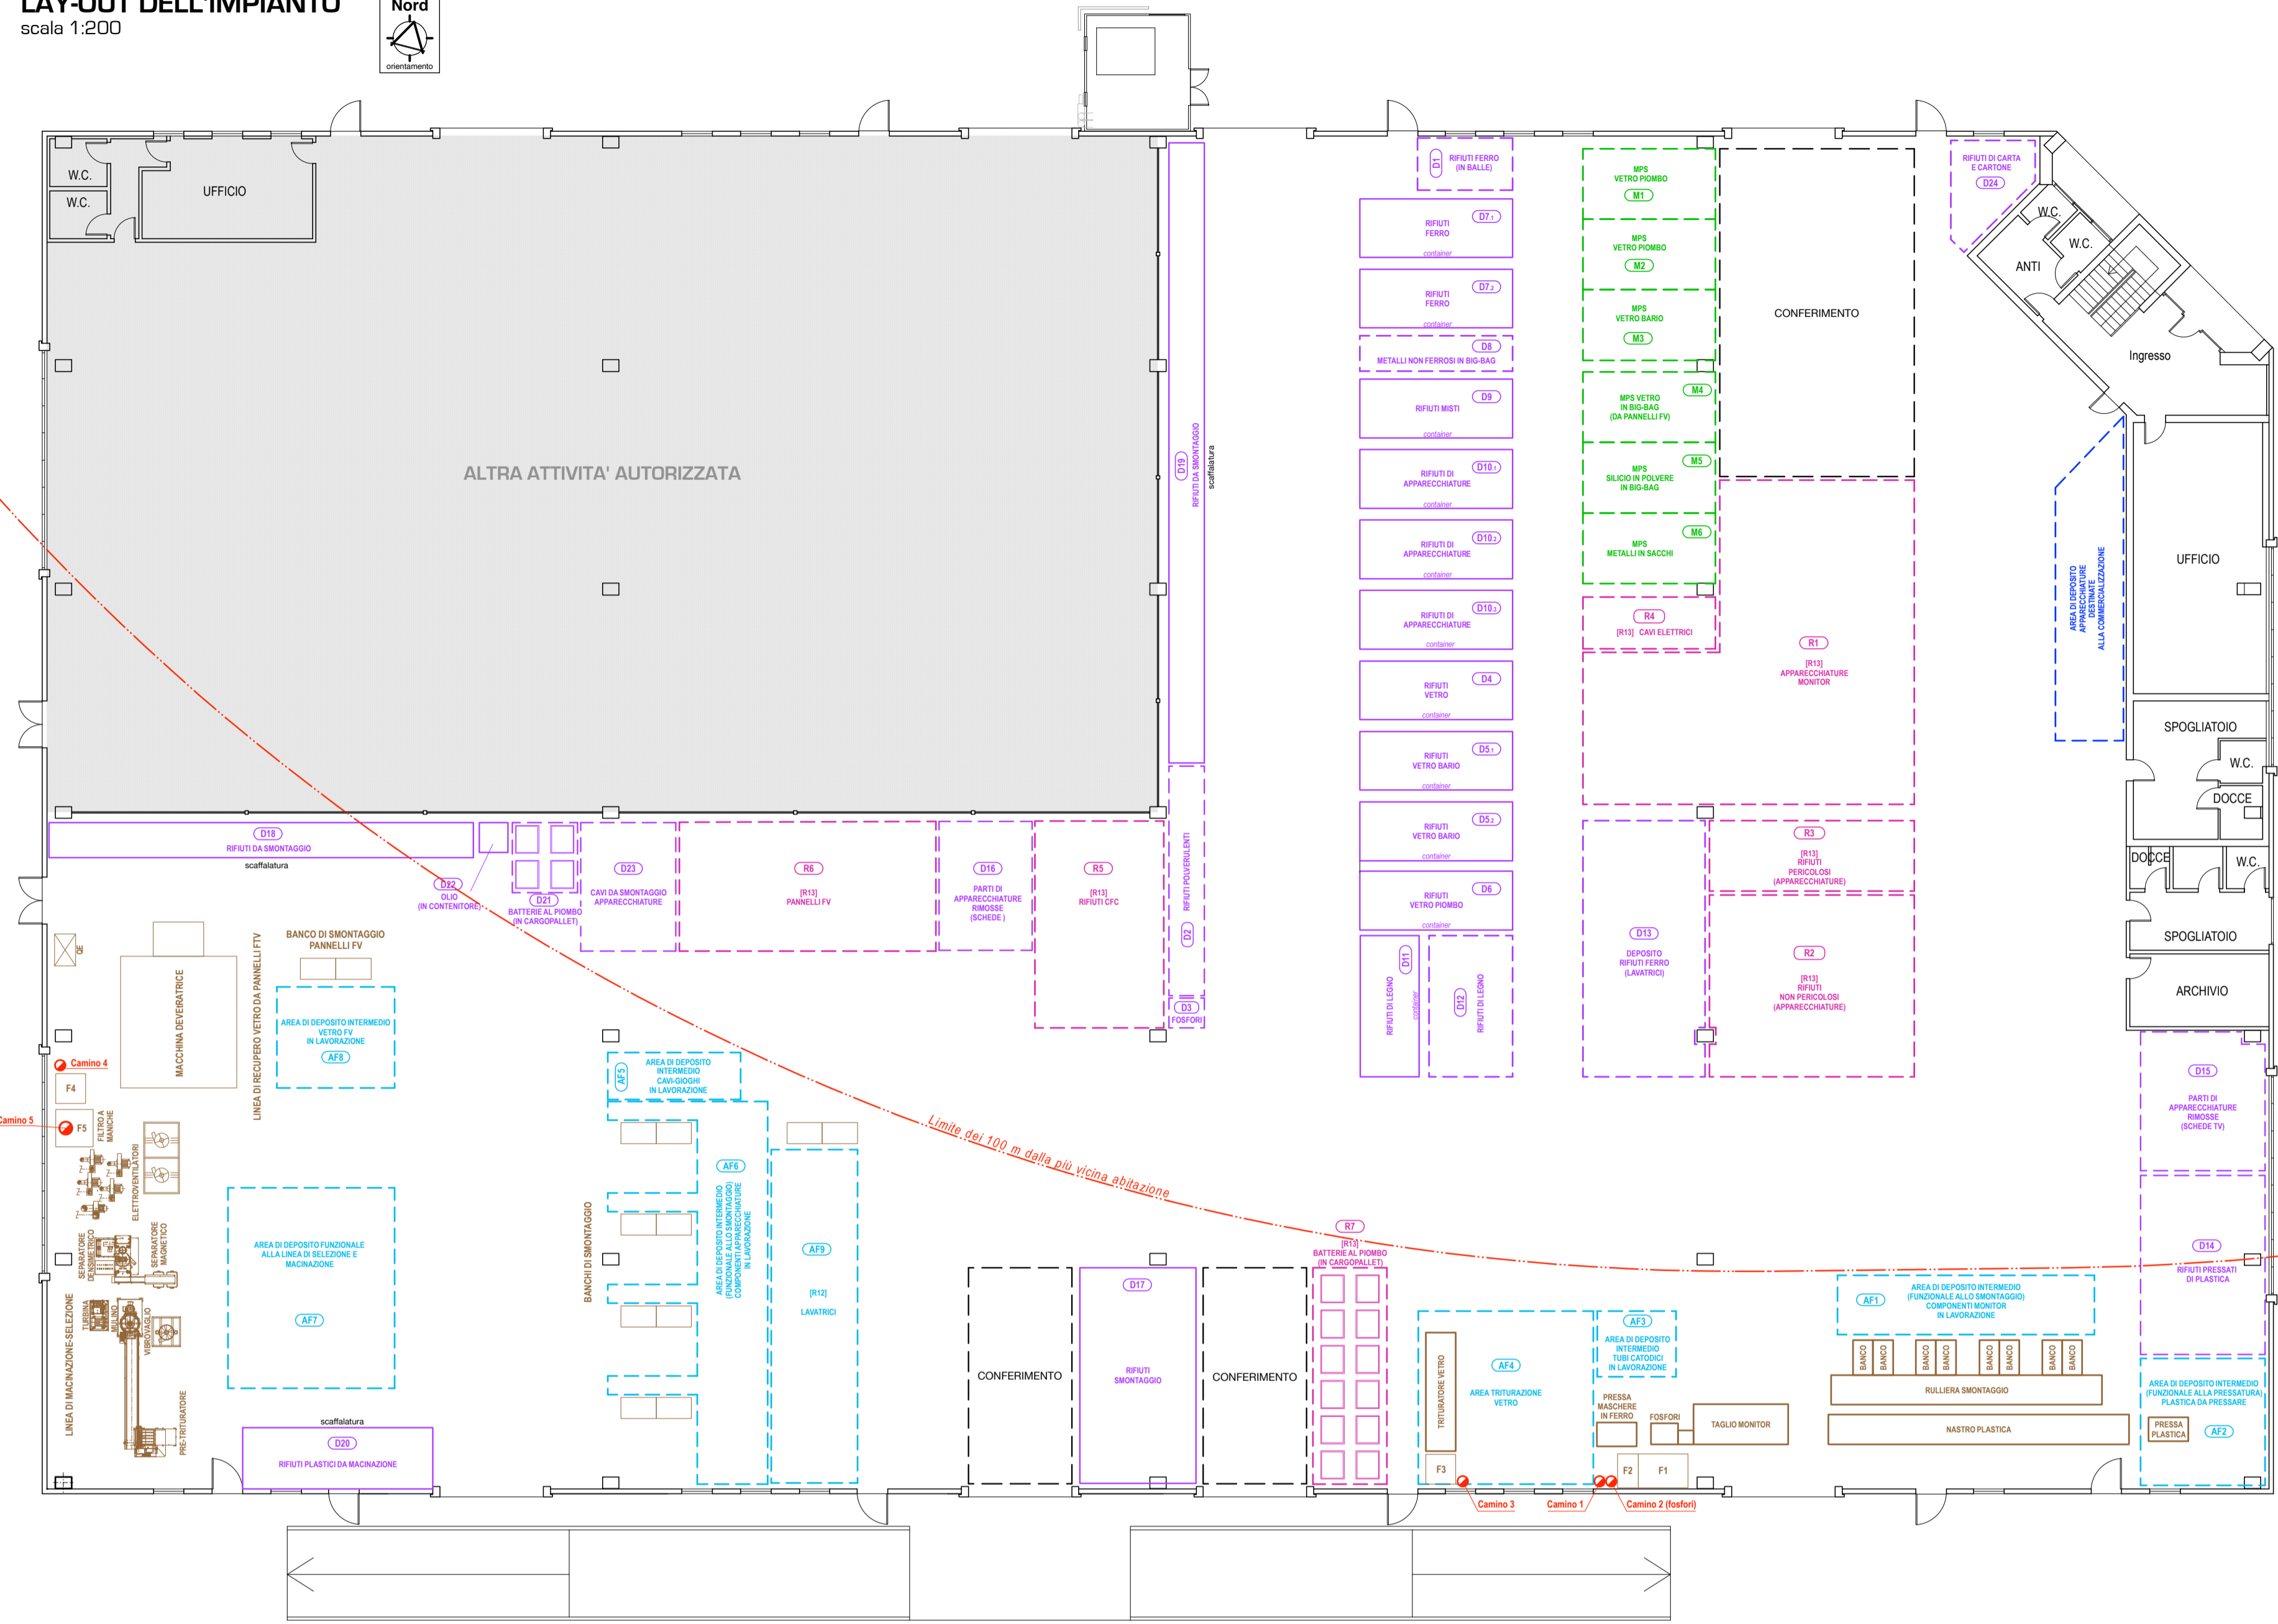 LAY-OUT DELL'IMPIANTO
scala 1:200
Nord
orientamento
W.C.
W.C.
UFFICIO
ALTRA ATTIVITA' AUTORIZZATA
D19
RIFIUTI DA SMONTAGGIO
scaffalatura
D1
RIFIUTI FERRO
(IN BALLE)
RIFIUTI
FERRO
D7.1
container
RIFIUTI
FERRO
D7.2
container
D8
METALLI NON FERROSI IN BIG-BAG
RIFIUTI MISTI
D9
container
RIFIUTI DI
APPARECCHIATURE
D10.1
container
RIFIUTI DI
APPARECCHIATURE
D10.2
container
RIFIUTI DI
APPARECCHIATURE
D10.3
container
RIFIUTI
VETRO
D4
container
RIFIUTI
VETRO BARIO
D5.1
container
RIFIUTI
VETRO BARIO
D5.2
container
RIFIUTI
VETRO PIOMBO
D6
container
RIFIUTI DI LEGNO
D11
container
D12
RIFIUTI DI LEGNO
MPS
VETRO PIOMBO
M1
MPS
VETRO PIOMBO
M2
MPS
VETRO BARIO
M3
M4
MPS VETRO
IN BIG-BAG
(DA PANNELLI FV)
M5
MPS
SILICIO IN POLVERE
IN BIG-BAG
M6
MPS
METALLI IN SACCHI
R4
[R13] CAVI ELETTRICI
CONFERIMENTO
R1
[R13]
APPARECCHIATURE
MONITOR
D13
DEPOSITO
RIFIUTI FERRO
(LAVATRICI)
R3
[R13]
RIFIUTI
PERICOLOSI
(APPARECCHIATURE)
R2
[R13]
RIFIUTI
NON PERICOLOSI
(APPARECCHIATURE)
RIFIUTI DI CARTA
E CARTONE
D24
W.C.
W.C.
ANTI
Ingresso
AREA DI DEPOSITO
APPARECCHIATURE
DESTINATE
ALLA COMMERCIALIZZAZIONE
UFFICIO
SPOGLIATOIO
W.C.
DOCCE
DOCCE
W.C.
SPOGLIATOIO
ARCHIVIO
D18
RIFIUTI DA SMONTAGGIO
scaffalatura
D22
OLIO
(IN CONTENITORE)
D21
BATTERIE AL PIOMBO
(IN CARGOPALLET)
D23
CAVI DA SMONTAGGIO
APPARECCHIATURE
R6
[R13]
PANNELLI FV
D16
PARTI DI
APPARECCHIATURE
RIMOSSE
(SCHEDE )
R5
[R13]
RIFIUTI CFC
D2
RIFIUTI POLVERULENTI
D3
FOSFORI
QE
MACCHINA DEVETRATRICE
LINEA DI RECUPERO VETRO DA PANNELLI FTV
BANCO DI SMONTAGGIO
PANNELLI FV
AREA DI DEPOSITO INTERMEDIO
VETRO FV
IN LAVORAZIONE
AF8
Camino 4
F4
Camino 5
F5
FILTRO A
MANICHE
ELETTROVENTILATORI
SEPARATORE
DENSIMETRICO
SEPARATORE
MAGNETICO
LINEA DI MACINAZIONE-SELEZIONE
TURBINA
MULINO
VIBROVAGLIO
PRE-TRITURATORE
AREA DI DEPOSITO FUNZIONALE
ALLA LINEA DI SELEZIONE E
MACINAZIONE
AF7
scaffalatura
D20
RIFIUTI PLASTICI DA MACINAZIONE
AF5
AREA DI DEPOSITO
INTERMEDIO
CAVI-GIOGHI
IN LAVORAZIONE
BANCHI DI SMONTAGGIO
AF6
AREA DI DEPOSITO INTERMEDIO
(FUNZIONALE ALLO SMONTAGGIO)
COMPONENTI APPARECCHIATURE
IN LAVORAZIONE
AF9
[R12]
LAVATRICI
Limite dei 100 m dalla più vicina abitazione
CONFERIMENTO
D17
RIFIUTI
SMONTAGGIO
CONFERIMENTO
R7
[R13]
BATTERIE AL PIOMBO
(IN CARGOPALLET)
TRITURATORE VETRO
AF4
AREA TRITURAZIONE
VETRO
F3
Camino 3
AF3
AREA DI DEPOSITO
INTERMEDIO
TUBI CATODICI
IN LAVORAZIONE
PRESSA
MASCHERE
IN FERRO
FOSFORI
TAGLIO MONITOR
F2
F1
Camino 1
Camino 2 (fosfori)
AF1
AREA DI DEPOSITO INTERMEDIO
(FUNZIONALE ALLO SMONTAGGIO)
COMPONENTI MONITOR
IN LAVORAZIONE
BANCO
BANCO
BANCO
BANCO
BANCO
BANCO
BANCO
BANCO
RULLIERA SMONTAGGIO
NASTRO PLASTICA
D15
PARTI DI
APPARECCHIATURE
RIMOSSE
(SCHEDE TV)
D14
RIFIUTI PRESSATI
DI PLASTICA
AREA DI DEPOSITO INTERMEDIO
(FUNZIONALE ALLA PRESSATURA)
PLASTICA DA PRESSARE
PRESSA
PLASTICA
AF2